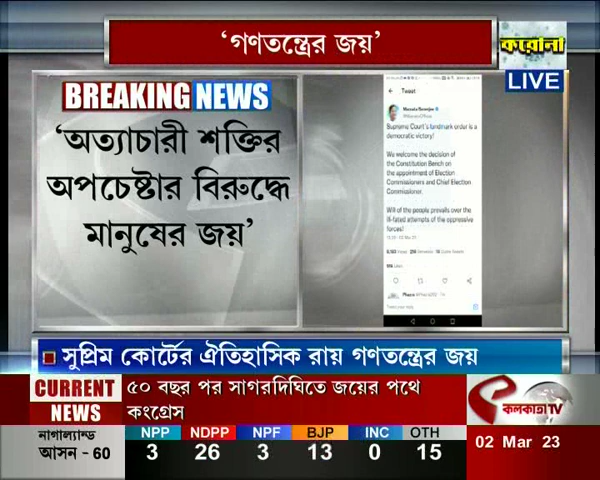 ‘গণতন্ত্রের জয়’
করোনা
LIVE
BREAKING NEWS
‘অত্যাচারী শক্তির
অপচেষ্টার বিরুদ্ধে
মানুষের জয়’
Tweet
Mamata Banerjee
Supreme Court's landmark order is a
democratic victory!
We welcome the decision of
the Constitution Bench on
the appointment of Election
Commissioners and Chief Election
Commissioner.
Will of the people prevails over the
ill-fated attempts of the oppressive
forces!
সুপ্রিম কোর্টের ঐতিহাসিক রায় গণতন্ত্রের জয়
CURRENT NEWS
৫০ বছর পর সাগরদিঘিতে জয়ের পথে
কংগ্রেস
কলকাতা TV
নাগাল্যান্ড
আসন - 60
NPP NDPP NPF BJP INC OTH
3 26 3 13 0 15
02 Mar 23